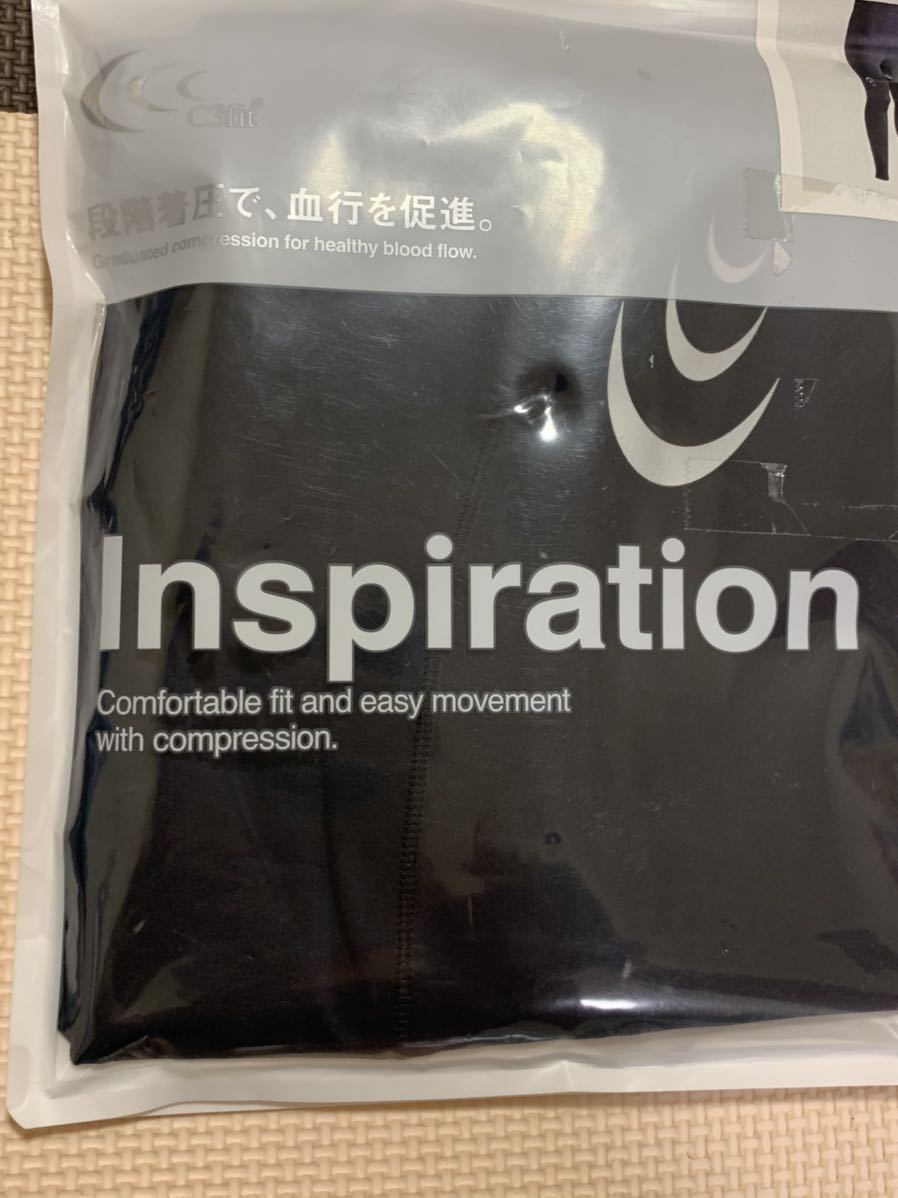 C3fit®
段階着圧で、血行を促進。
Graduated compression for healthy blood flow.
Inspiration
Comfortable fit and easy movement
with compression.